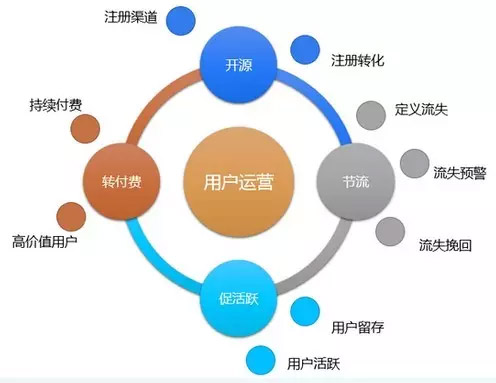 注册渠道
开源
注册转化
持续付费
定义流失
转付费
用户运营
节流
流失预警
高价值用户
流失挽回
促活跃
用户留存
用户活跃